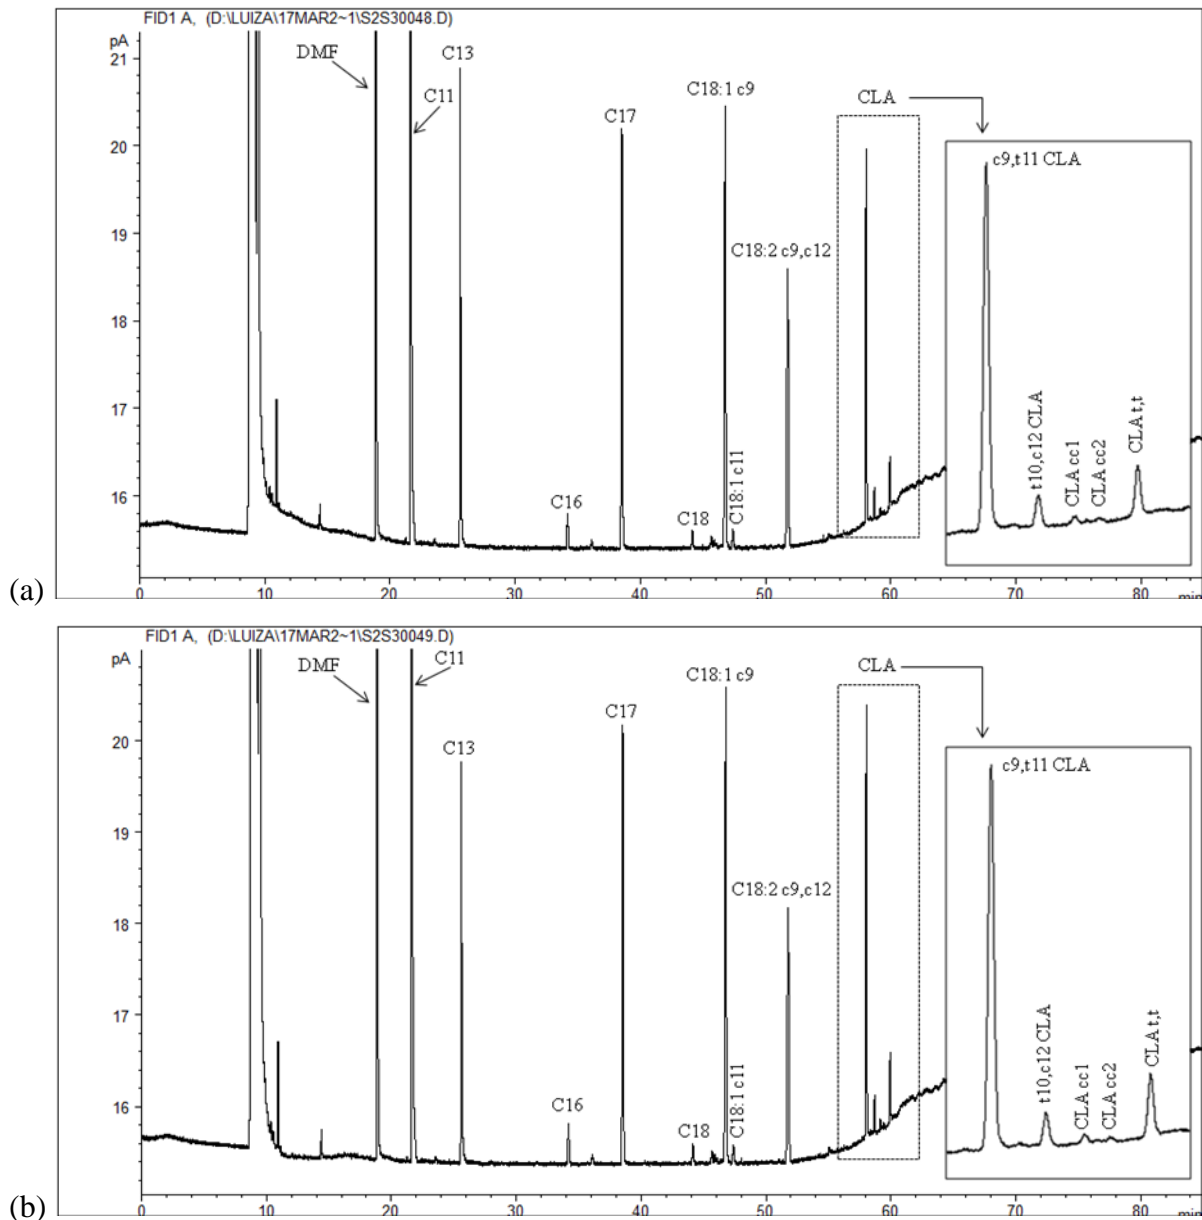 FID1 A, (D:\LUIZA\17MAR2~1\S2S30048.D)
pA
DMF
C11
C13
C17
C18:1 c9
CLA
C18:2 c9,c12
C16
C18
C18:1 c11
c9,t11 CLA
t10,c12 CLA
CLA cc1
CLA cc2
CLA t,t
21
20
19
18
17
16
0 10 20 30 40 50 60 70 80 min
(a)
FID1 A, (D:\LUIZA\17MAR2~1\S2S30049.D)
pA
DMF
C11
C13
C17
C18:1 c9
CLA
C18:2 c9,c12
C16
C18
C18:1 c11
c9,t11 CLA
t10,c12 CLA
CLA cc1
CLA cc2
CLA t,t
20
19
18
17
16
0 10 20 30 40 50 60 70 80 min
(b)